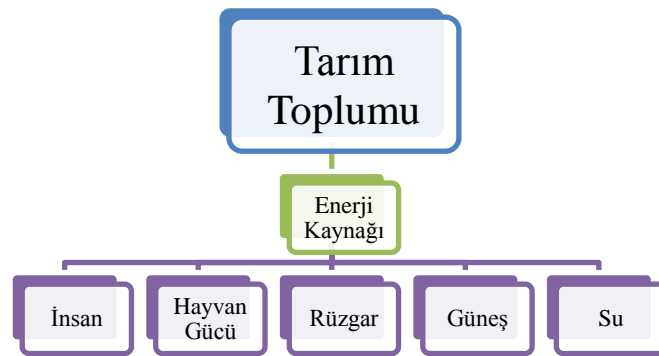 Tarım
Toplumu
Enerji
Kaynağı
İnsan
Hayvan
Gücü
Rüzgar
Güneş
Su